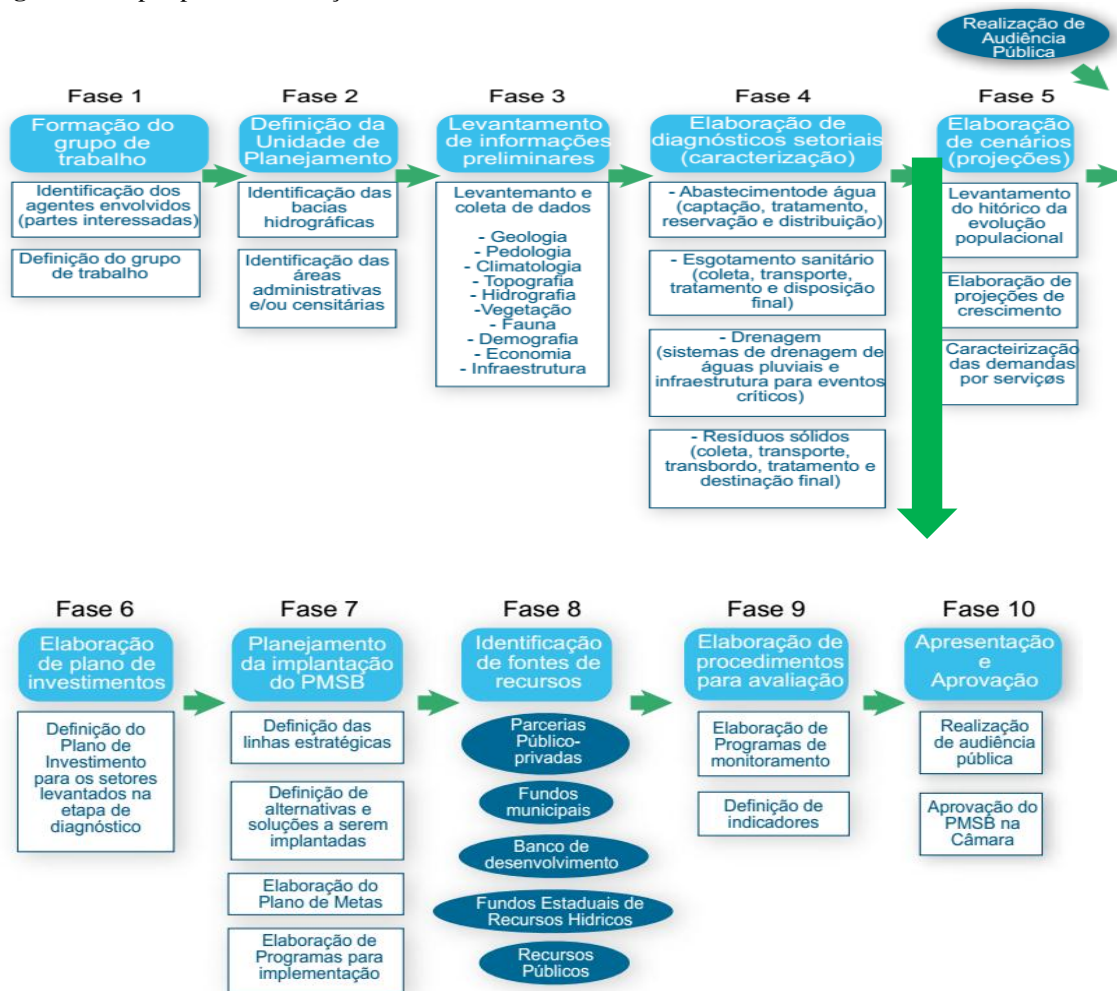 Realização de
Audiência
Pública
Fase 1
Formação do
grupo de
trabalho
Identificação dos
agentes envolvidos
(partes interessadas)
Definição do grupo
de trabalho
Fase 2
Definição da
Unidade de
Planejamento
Identificação das
bacias
hidrográficas
Identificação das
áreas
administrativas
e/ou censitárias
Fase 3
Levantamento
de informações
preliminares
Levantemanto e
coleta de dados
- Geologia
- Pedologia
- Climatologia
- Topografia
- Hidrografia
-Vegetação
- Fauna
- Demografia
- Economia
- Infraestrutura
Fase 4
Elaboração de
diagnósticos setoriais
(caracterização)
- Abastecimentode água
(captação, tratamento,
reservação e distribuição)
- Esgotamento sanitário
(coleta, transporte,
tratamento e disposição
final)
- Drenagem
(sistemas de drenagem de
águas pluviais e
infraestrutura para eventos
críticos)
- Resíduos sólidos
(coleta, transporte,
transbordo, tratamento e
destinação final)
Fase 5
Elaboração
de cenários
(projeções)
Levantamento
do hitórico da
evolução
populacional
Elaboração de
projeções de
crescimento
Caracteirização
das demandas
por serviçøs
Fase 6
Elaboração
de plano de
investimentos
Definição do
Plano de
Investimento
para os setores
levantados na
etapa de
diagnóstico
Fase 7
Planejamento
da implantação
do PMSB
Definição das
linhas estratégicas
Definição de
alternativas e
soluções a serem
implantadas
Elaboração do
Plano de Metas
Elaboração de
Programas para
implementação
Fase 8
Identificação
de fontes de
recursos
Parcerias
Público-
privadas
Fundos
municipais
Banco de
desenvolvimento
Fundos Estaduais de
Recursos Hidricos
Recursos
Públicos
Fase 9
Elaboração de
procedimentos
para avaliação
Elaboração de
Programas de
monitoramento
Definição de
indicadores
Fase 10
Apresentação
e
Aprovação
Realização
de audiência
pública
Aprovação do
PMSB na
Câmara